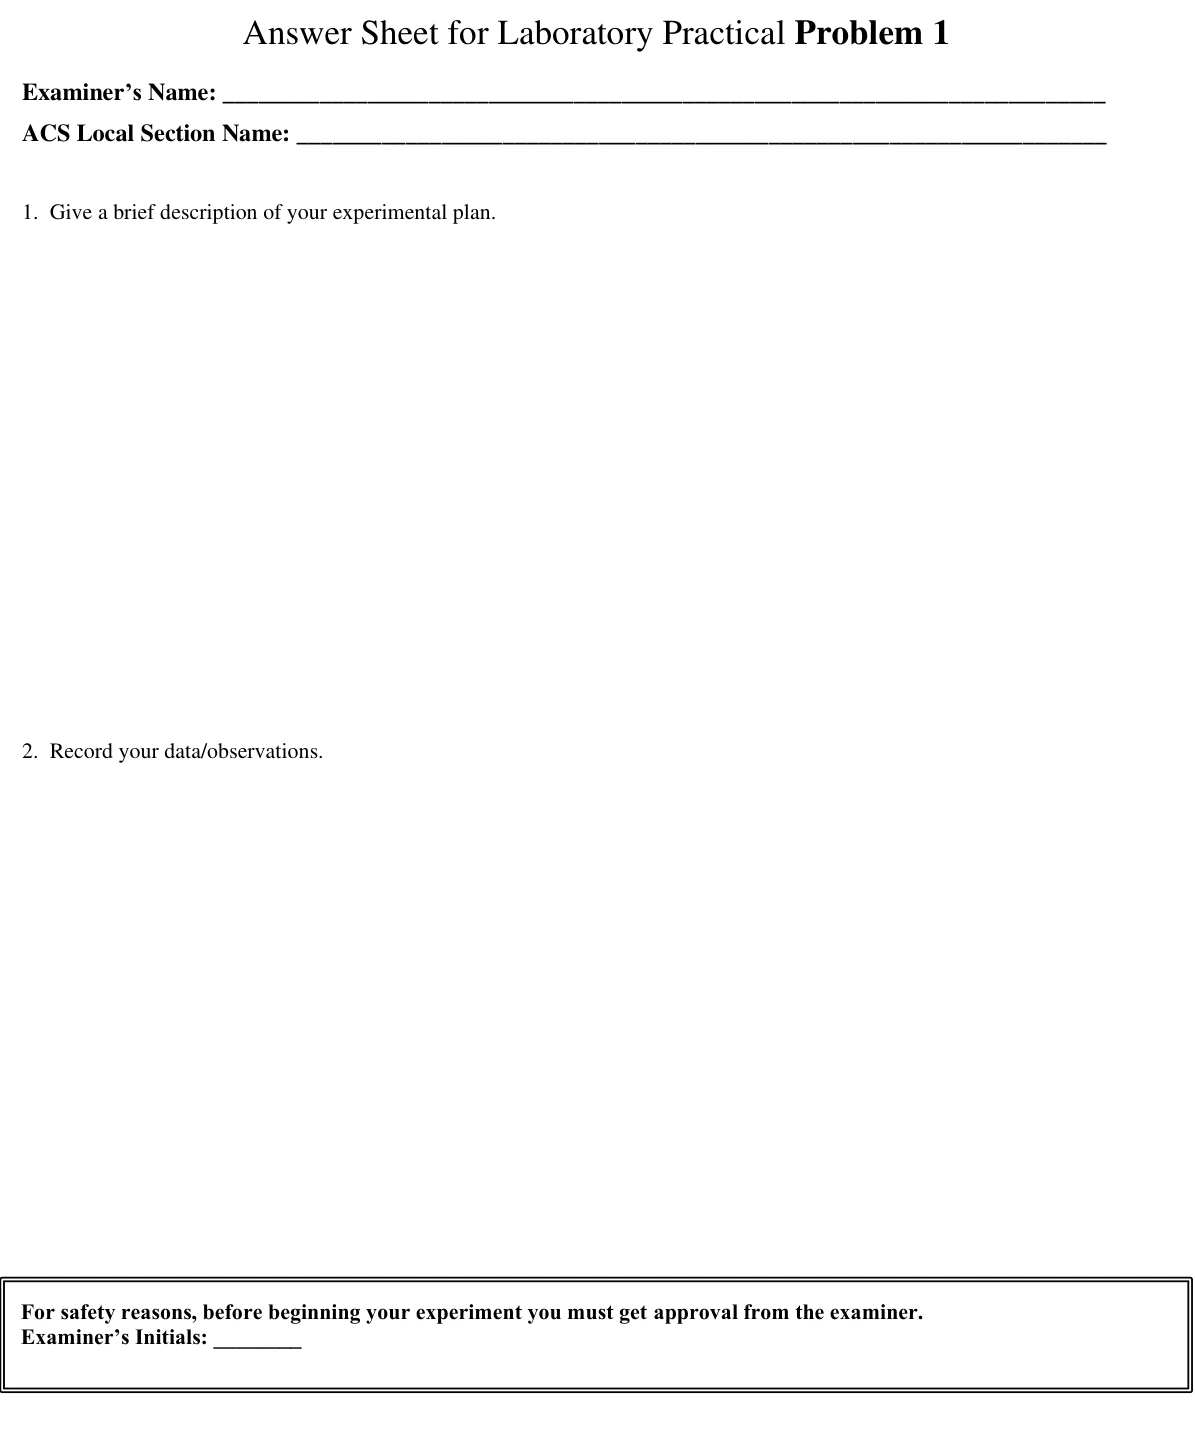 Answer Sheet for Laboratory Practical Problem 1
Examiner’s Name: _________________________________________________________________________
ACS Local Section Name: ___________________________________________________________________
1. Give a brief description of your experimental plan.
2. Record your data/observations.
For safety reasons, before beginning your experiment you must get approval from the examiner.
Examiner’s Initials: ________